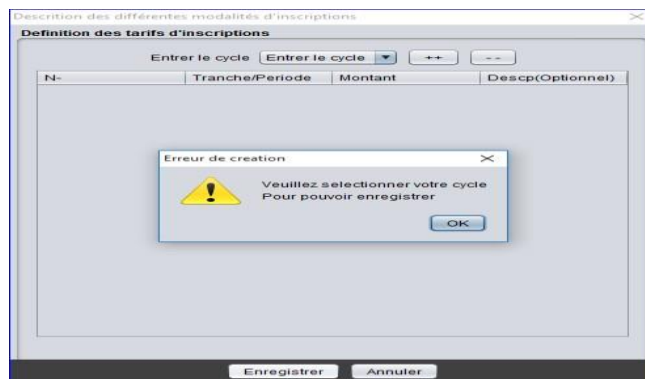 Descrition des différentes modalités d'inscriptions
Definition des tarifs d'inscriptions
Entrer le cycle Entrer le cycle ++ --
N- Tranche/Periode Montant Descp(Optionnel)
Erreur de creation
Veuillez selectionner votre cycle
Pour pouvoir enregistrer
OK
Enregistrer Annuler